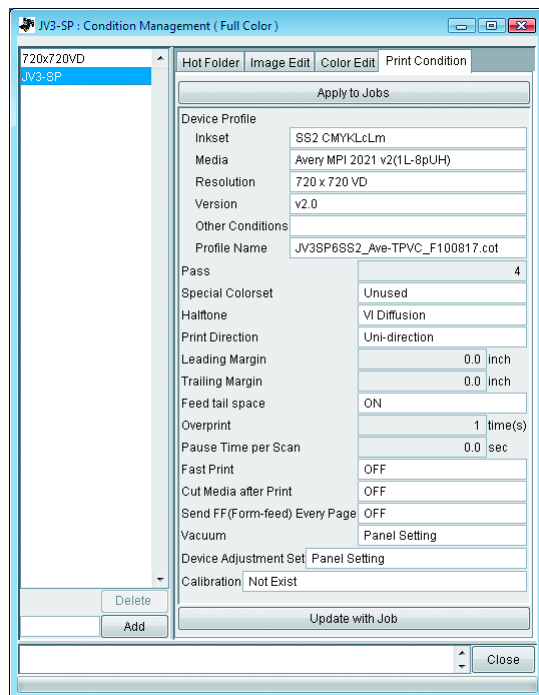 JV3-SP : Condition Management ( Full Color )
720x720VD
JV3-SP
Hot Folder Image Edit Color Edit Print Condition
Apply to Jobs
Device Profile
Inkset SS2 CMYKLcLm
Media Avery MPI 2021 v2(1L-8pUH)
Resolution 720 x 720 VD
Version v2.0
Other Conditions
Profile Name JV3SP6SS2_Ave-TPVC_F100817.cot
Pass 4
Special Colorset Unused
Halftone VI Diffusion
Print Direction Uni-direction
Leading Margin 0.0 inch
Trailing Margin 0.0 inch
Feed tail space ON
Overprint 1 time(s)
Pause Time per Scan 0.0 sec
Fast Print OFF
Cut Media after Print OFF
Send FF(Form-feed) Every Page OFF
Vacuum Panel Setting
Device Adjustment Set Panel Setting
Calibration Not Exist
Delete
Add
Update with Job
Close